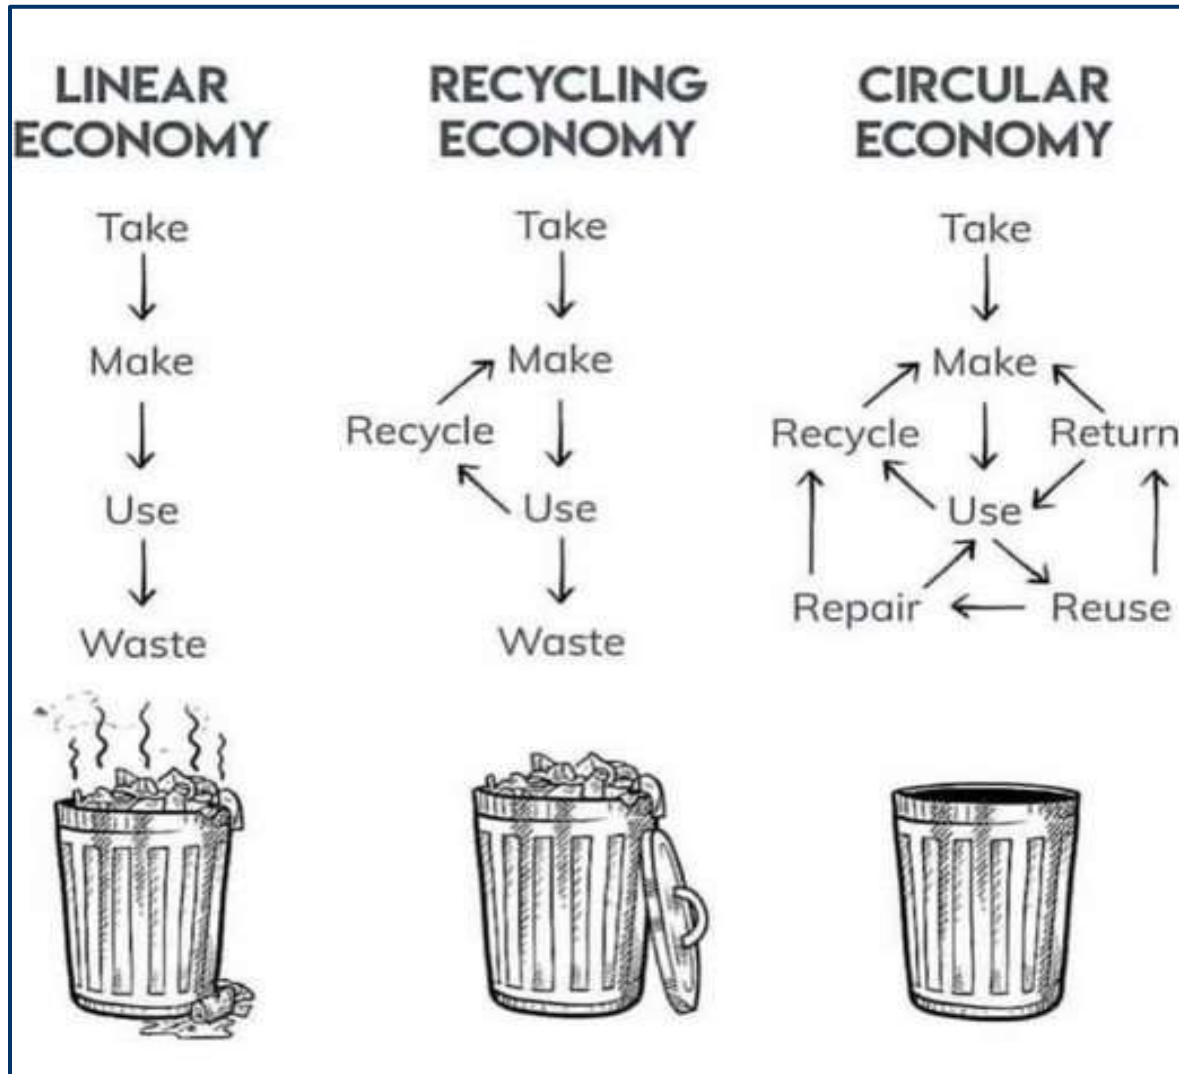 LINEAR
ECONOMY
Take
Make
Use
Waste
RECYCLING
ECONOMY
Take
Make
Recycle
Use
Waste
CIRCULAR
ECONOMY
Take
Make
Recycle
Return
Use
Repair
Reuse